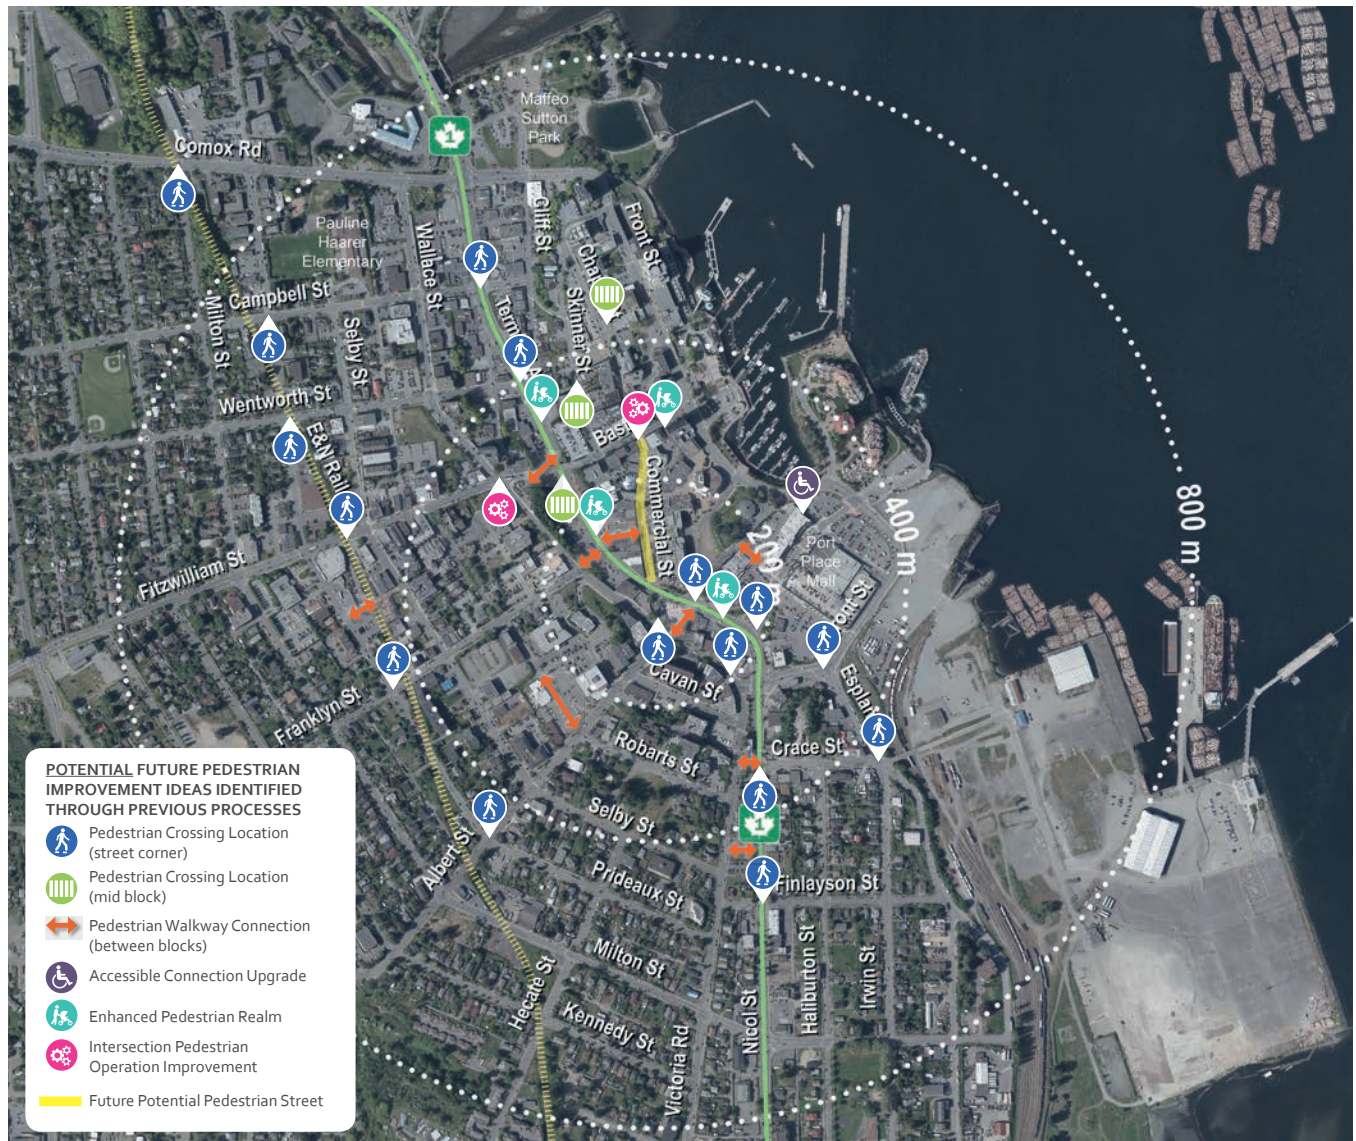 Maffeo
Sutton
Park
1
Comox Rd
Pauline
Haarer
Elementary
Wallace St
Cliff St
Front St
Skinner St
Campbell St
Milton St
Selby St
Wentworth St
E&N Rail
Commercial St
Fitzwilliam St
200 m
400 m
800 m
Port
Place
Mall
Cavan St
Franklyn St
Robarts St
Crace St
Selby St
1
Albert St
Prideaux St
Finlayson St
Milton St
Hecate St
Kennedy St
Victoria Rd
Nicol St
Haliburton St
Irwin St
POTENTIAL FUTURE PEDESTRIAN
IMPROVEMENT IDEAS IDENTIFIED
THROUGH PREVIOUS PROCESSES
Pedestrian Crossing Location
(street corner)
Pedestrian Crossing Location
(mid block)
Pedestrian Walkway Connection
(between blocks)
Accessible Connection Upgrade
Enhanced Pedestrian Realm
Intersection Pedestrian
Operation Improvement
Future Potential Pedestrian Street